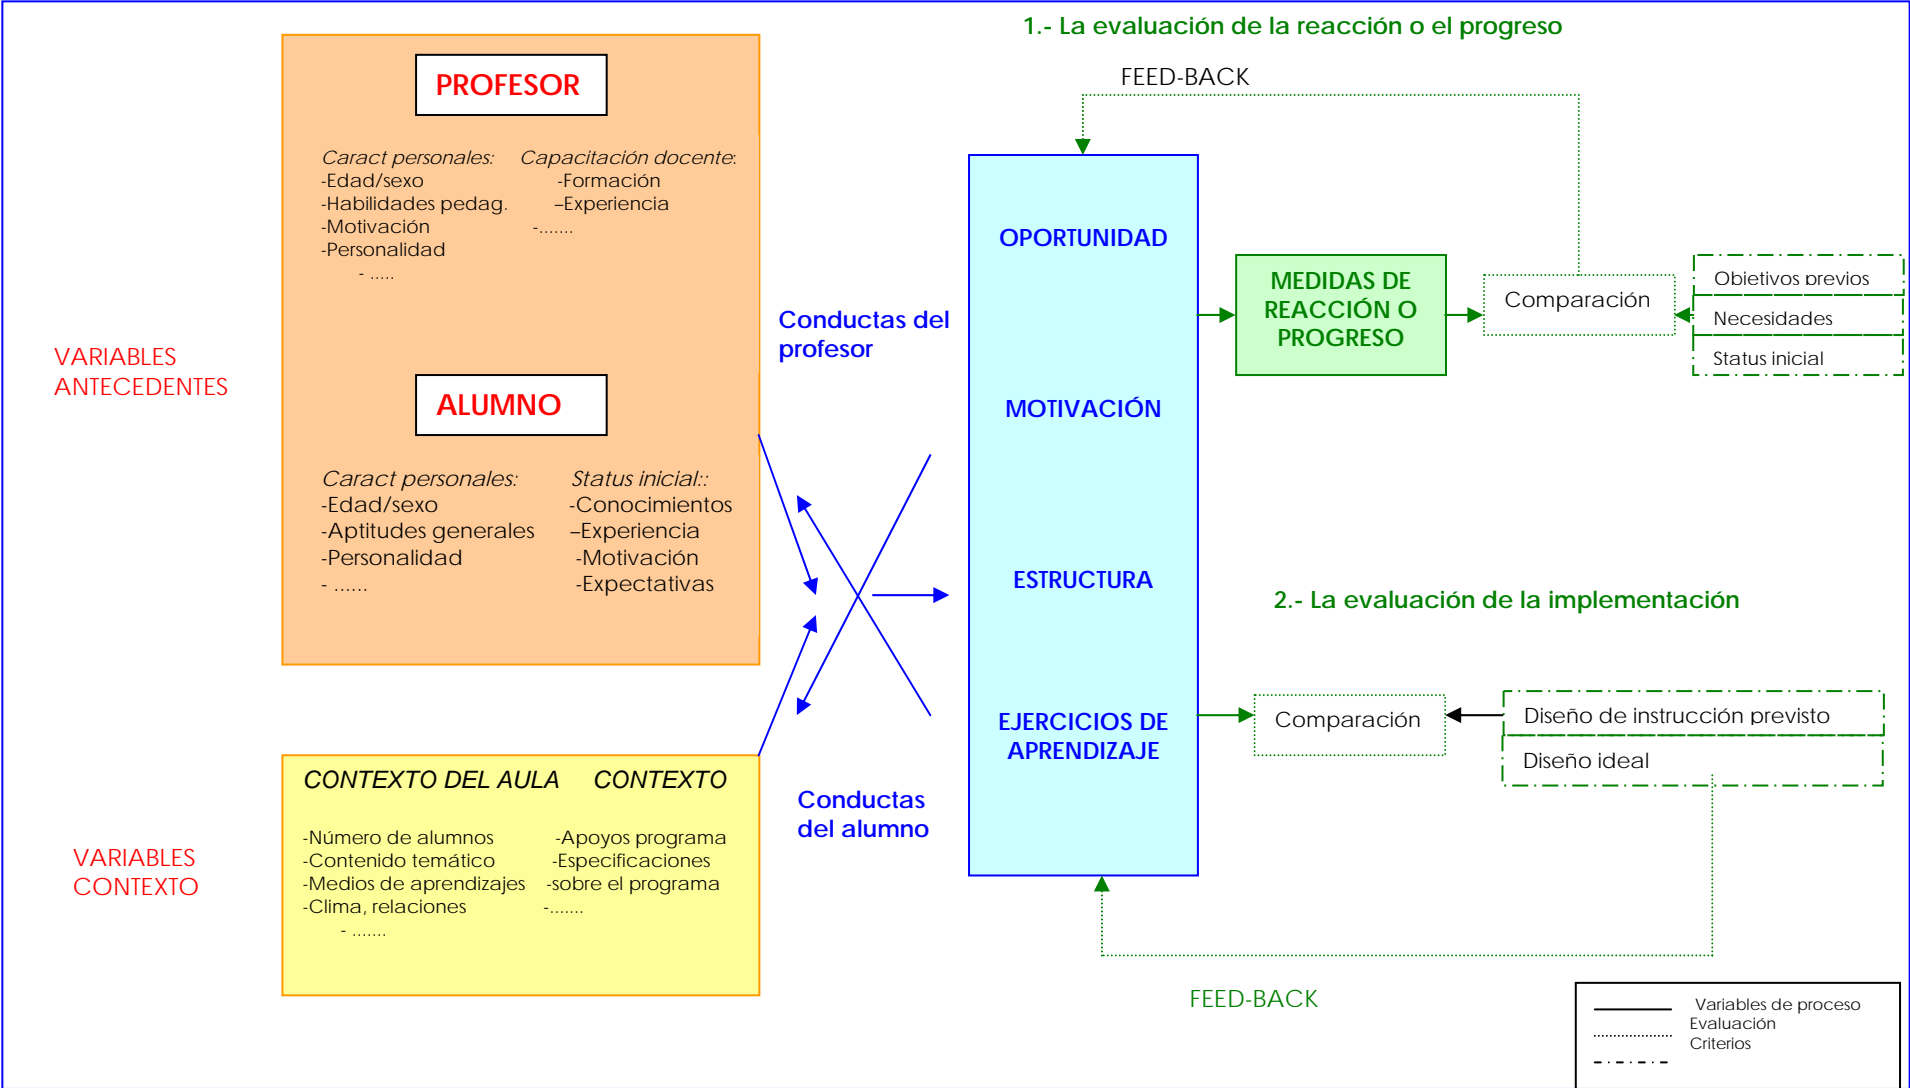 1.- La evaluación de la reacción o el progreso
FEED-BACK
PROFESOR
Caract personales: Capacitación docente:
-Edad/sexo -Formación
-Habilidades pedag. –Experiencia
-Motivación -.......
-Personalidad
- .....
VARIABLES
ANTECEDENTES
ALUMNO
Caract personales: Status inicial::
-Edad/sexo -Conocimientos
-Aptitudes generales –Experiencia
-Personalidad -Motivación
- ...... -Expectativas
Conductas del
profesor
OPORTUNIDAD
MOTIVACIÓN
ESTRUCTURA
EJERCICIOS DE
APRENDIZAJE
MEDIDAS DE
REACCIÓN O
PROGRESO
Comparación
Objetivos previos
Necesidades
Status inicial
2.- La evaluación de la implementación
Comparación
Diseño de instrucción previsto
Diseño ideal
VARIABLES
CONTEXTO
CONTEXTO DEL AULA CONTEXTO
-Número de alumnos -Apoyos programa
-Contenido temático -Especificaciones
-Medios de aprendizajes -sobre el programa
-Clima, relaciones -.......
- .......
Conductas
del alumno
FEED-BACK
Variables de proceso
Evaluación
Criterios